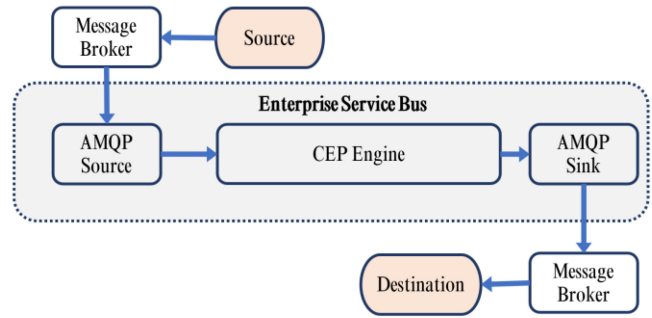 Message
Broker
Source
Enterprise Service Bus
AMQP
Source
CEP Engine
AMQP
Sink
Destination
Message
Broker